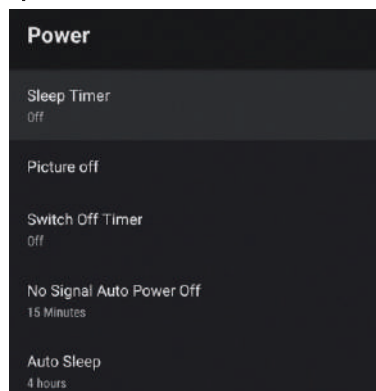 Power
Sleep Timer
Off
Picture off
Switch Off Timer
Off
No Signal Auto Power Off
15 Minutes
Auto Sleep
4 hours